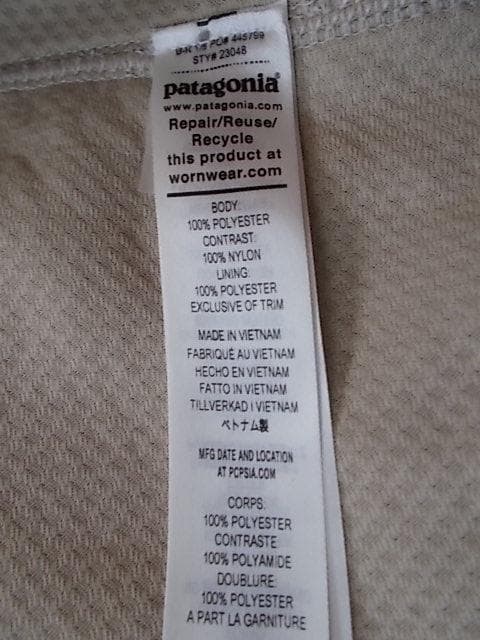 PO# 445799
STY# 23048
patagonia®
www.patagonia.com
Repair/Reuse/
Recycle
this product at
wornwear.com
BODY:
100% POLYESTER
CONTRAST:
100% NYLON
LINING:
100% POLYESTER
EXCLUSIVE OF TRIM
MADE IN VIETNAM
FABRIQUÉ AU VIETNAM
HECHO EN VIETNAM
FATTO IN VIETNAM
TILLVERKAD I VIETNAM
ベトナム製
MFG DATE AND LOCATION
AT PCPSIA.COM
CORPS:
100% POLYESTER
CONTRASTE:
100% POLYAMIDE
DOUBLURE:
100% POLYESTER
A PART LA GARNITURE